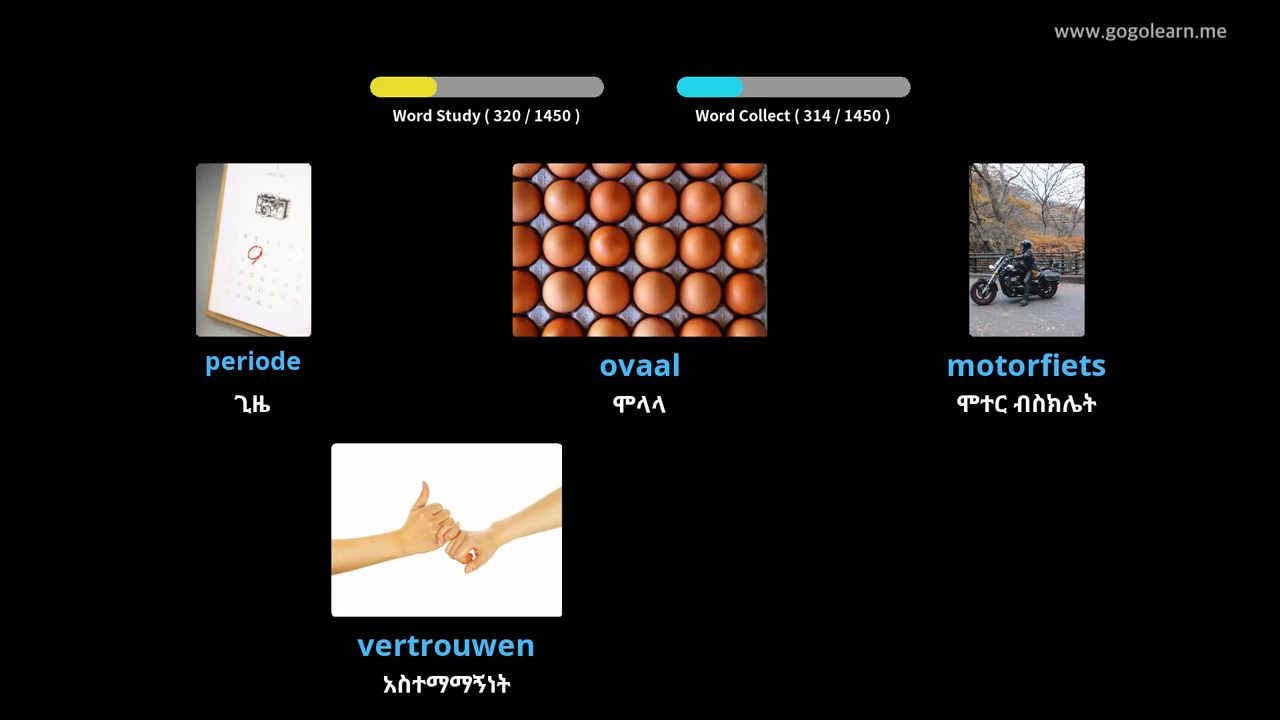 www.gogolearn.me
Word Study ( 320 / 1450 )
Word Collect ( 314 / 1450 )
periode
ጊዜ
ovaal
ሞላላ
motorfiets
ሞተር ብስክሌት
vertrouwen
አስተማማኝነት